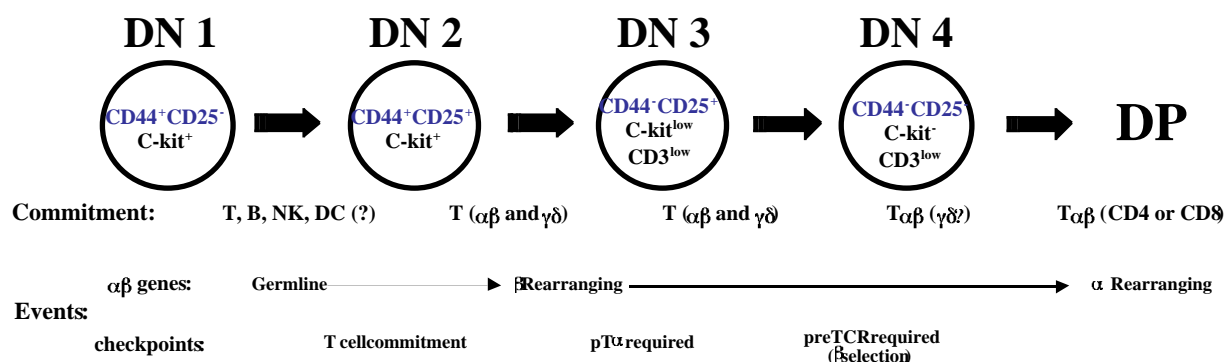 DN 1 DN 2 DN 3 DN 4
CD44⁺CD25⁻
C-kit⁺
CD44⁺CD25⁺
C-kit⁺
CD44⁻CD25⁺
C-kitˡᵒʷ
CD3ˡᵒʷ
CD44⁻CD25⁻
C-kit⁻
CD3ˡᵒʷ
DP
Commitment: T, B, NK, DC (?) T (αβ and γδ) T (αβ and γδ) Tαβ (γδ?) Tαβ (CD4 or CD8)
αβ genes: Germline β Rearranging α Rearranging
Events:
checkpoints: T cell commitment pTα required preTCR required
(β selection)